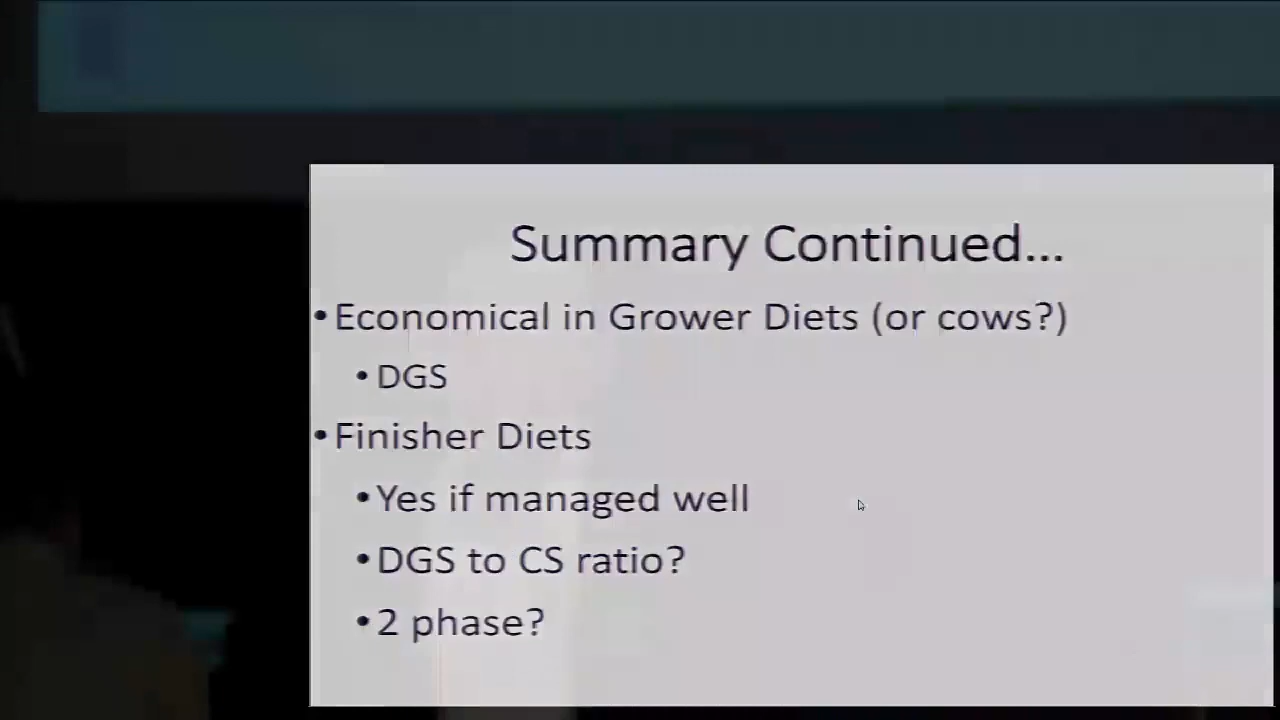 Summary Continued...
• Economical in Grower Diets (or cows?)
• DGS
• Finisher Diets
• Yes if managed well
• DGS to CS ratio?
• 2 phase?